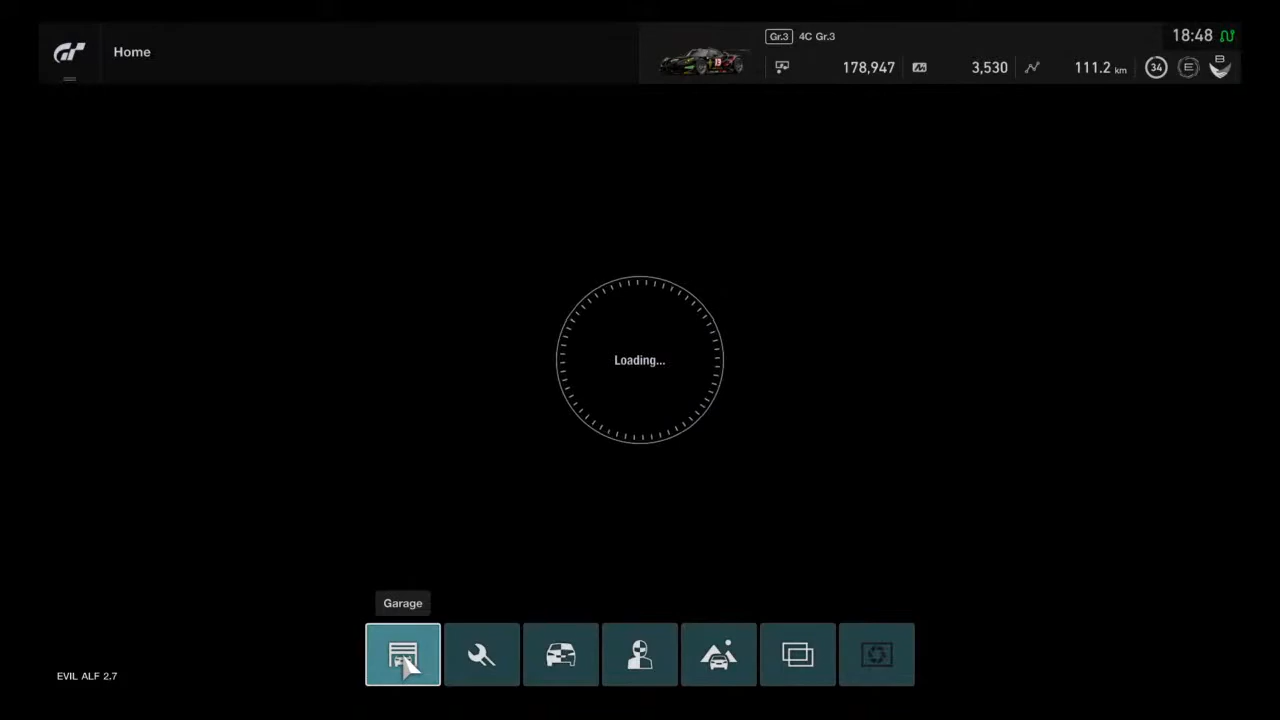 Home
Gr.3 4C Gr.3
18:48
178,947
3,530
111.2 km
34
E
B
Loading...
Garage
EVIL ALF 2.7